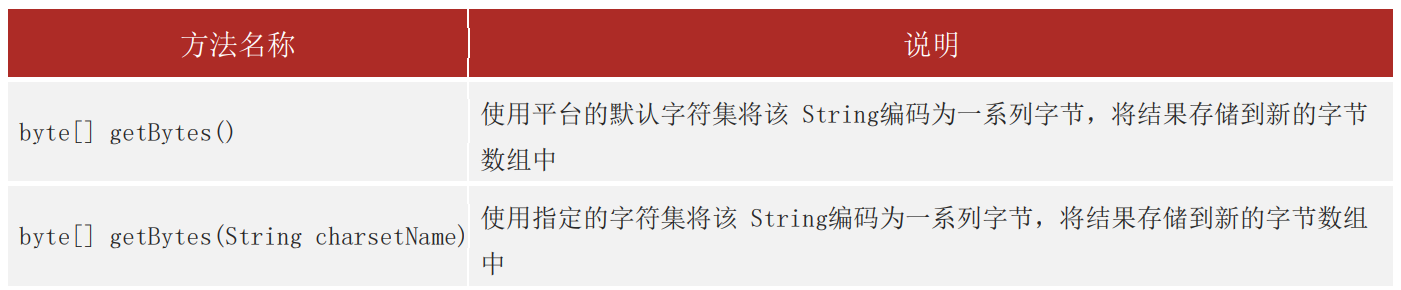 方法名称 说明
byte[] getBytes()
使用平台的默认字符集将该 String编码为一系列字节，将结果存储到新的字节
数组中
byte[] getBytes(String charsetName)
使用指定的字符集将该 String编码为一系列字节，将结果存储到新的字节数组
中